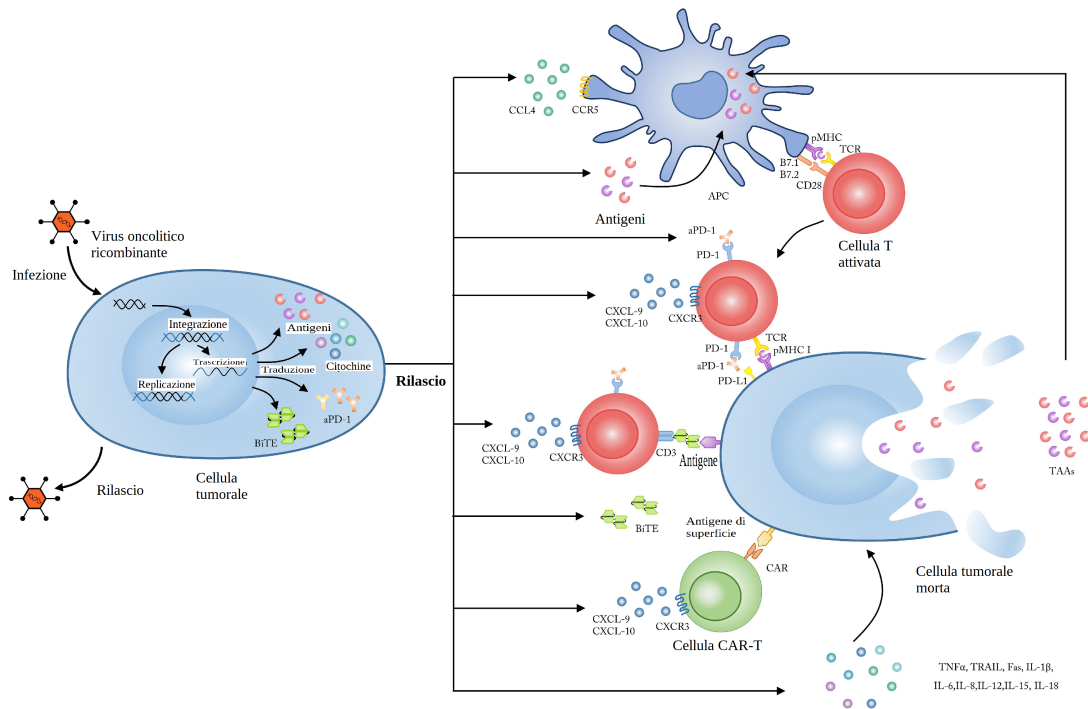 Virus oncolitico
ricombinante
Infezione
Integrazione
Trascrizione
Replicazione
Traduzione
Antigeni
Citochine
aPD-1
BiTE
Cellula
tumorale
Rilascio
Rilascio
CCL4
CCR5
Antigeni
APC
pMHC
TCR
B7.1
B7.2
CD28
Cellula T
attivata
aPD-1
PD-1
CXCL-9
CXCL-10
CXCR3
PD-1
TCR
pMHC I
aPD-1
PD-L1
CXCL-9
CXCL-10
CXCR3
CD3
Antigene
BiTE
Antigene di
superficie
CAR
CXCL-9
CXCL-10
CXCR3
Cellula CAR-T
TAAs
Cellula tumorale
morta
TNFα, TRAIL, Fas, IL-1β,
IL-6,IL-8,IL-12,IL-15, IL-18